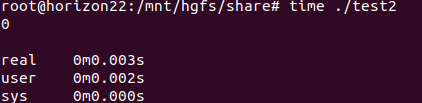 root@horizon22:/mnt/hgfs/share# time ./test2
0
real 0m0.003s
user 0m0.002s
sys 0m0.000s